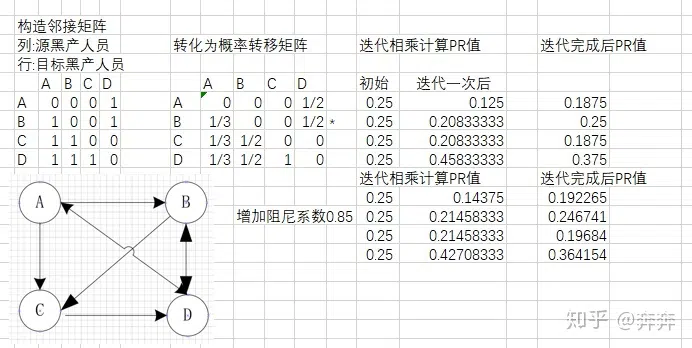 构造邻接矩阵
列:源黑产人员 转化为概率转移矩阵 迭代相乘计算PR值 迭代完成后PR值
行:目标黑产人员
A B C D A B C D 初始 迭代一次后
A 0 0 0 1 A 0 0 0 1/2 0.25 0.125 0.1875
B 1 0 0 1 B 1/3 0 0 1/2 * 0.25 0.20833333 0.25
C 1 1 0 0 C 1/3 1/2 0 0 0.25 0.20833333 0.1875
D 1 1 1 0 D 1/3 1/2 1 0 0.25 0.45833333 0.375
迭代相乘计算PR值 迭代完成后PR值
0.25 0.14375 0.192265
增加阻尼系数0.85 0.25 0.21458333 0.246741
0.25 0.21458333 0.19684
0.25 0.42708333 0.364154
A B
C D
知乎 @奔奔